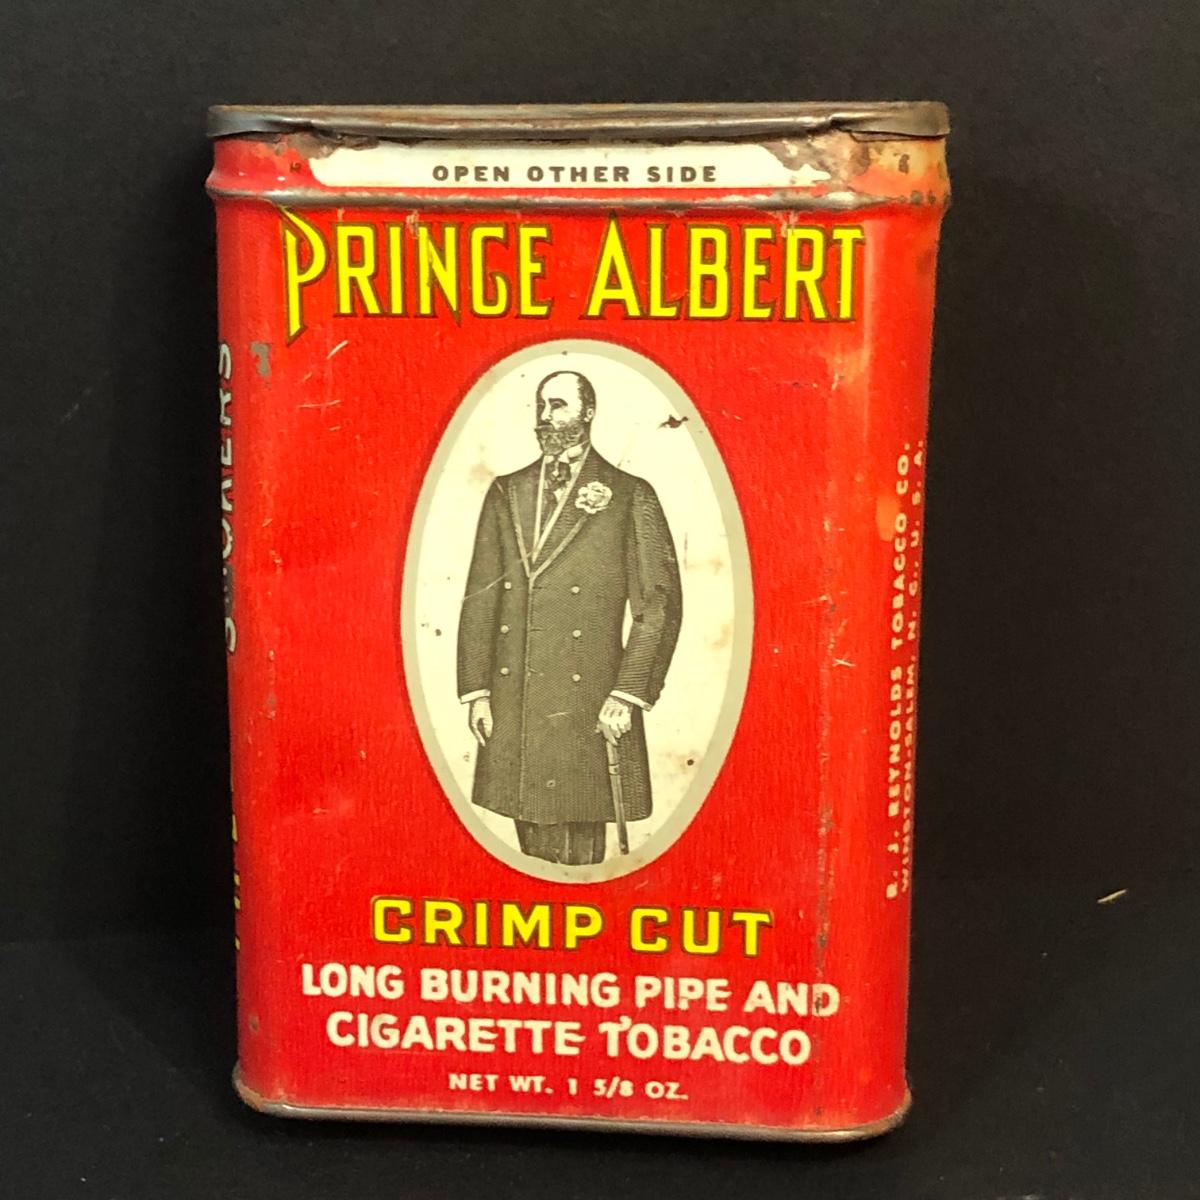 OPEN OTHER SIDE
PRINCE ALBERT
CRIMP CUT
LONG BURNING PIPE AND
CIGARETTE TOBACCO
NET WT. 1 5/8 OZ.
R. J. REYNOLDS TOBACCO CO.
WINSTON-SALEM, N. C., U. S. A.